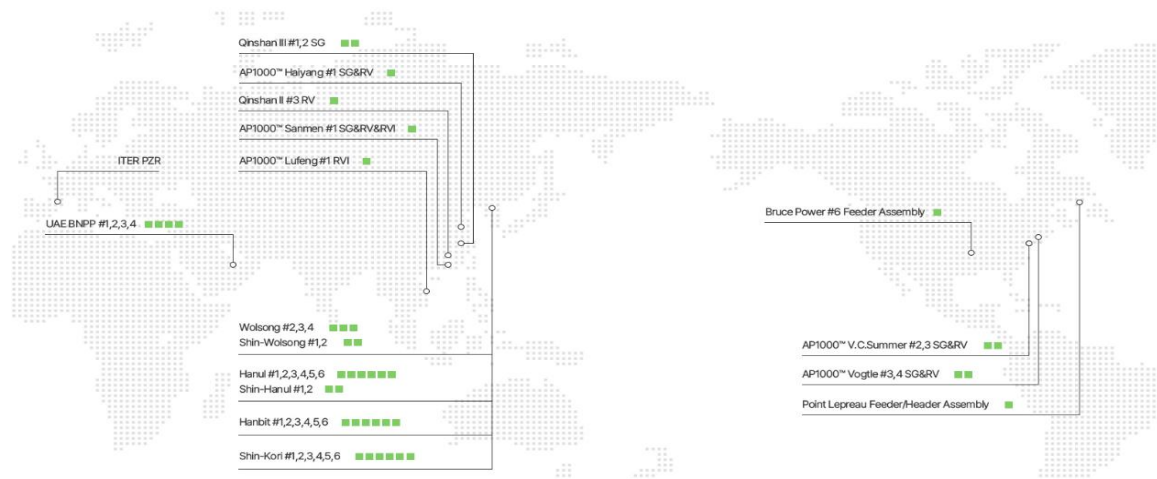 Qinshan III #1,2 SG
AP1000™ Haiyang #1 SG&RV
Qinshan II #3 RV
AP1000™ Sanmen #1 SG&RV&RVI
AP1000™ Lufeng #1 RVI
ITER PZR
UAE BNPP #1,2,3,4
Wolsong #2,3,4
Shin-Wolsong #1,2
Hanul #1,2,3,4,5,6
Shin-Hanul #1,2
Hanbit #1,2,3,4,5,6
Shin-Kori #1,2,3,4,5,6
Bruce Power #6 Feeder Assembly
AP1000™ V.C.Summer #2,3 SG&RV
AP1000™ Vogtle #3,4 SG&RV
Point Lepreau Feeder/Header Assembly